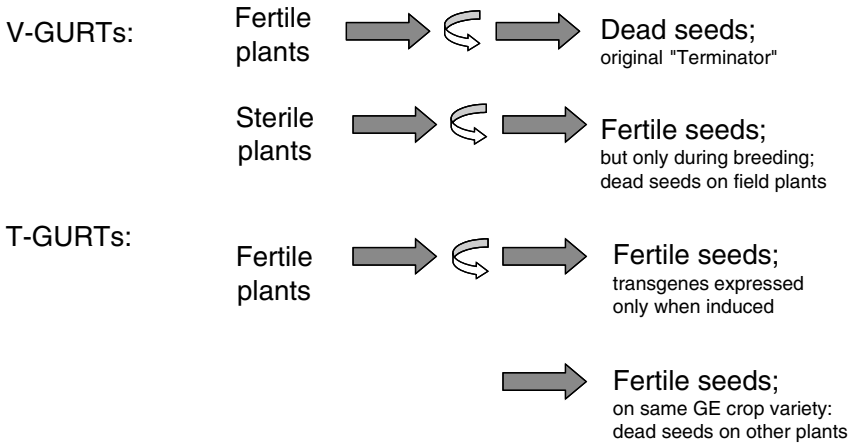 V-GURTs:
Fertile
plants
Dead seeds;
original "Terminator"
Sterile
plants
Fertile seeds;
but only during breeding;
dead seeds on field plants
T-GURTs:
Fertile
plants
Fertile seeds;
transgenes expressed
only when induced
Fertile seeds;
on same GE crop variety:
dead seeds on other plants